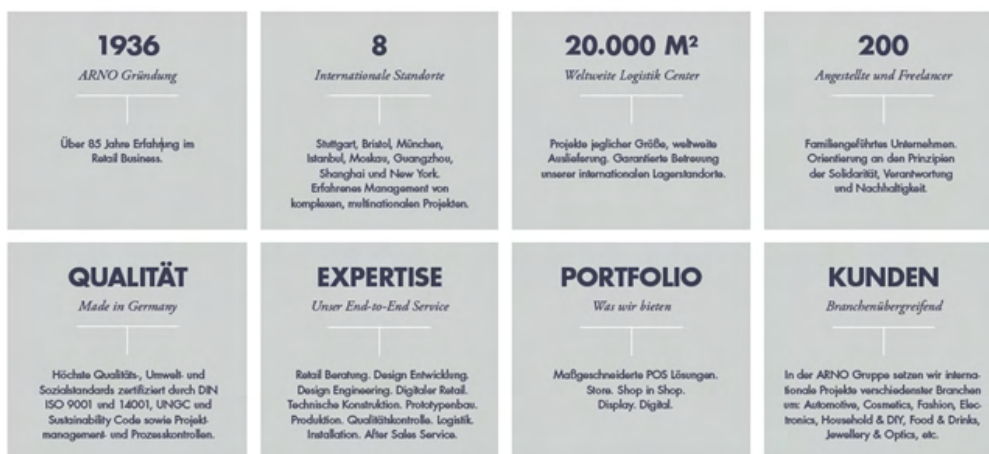 1936
ARNO Gründung
Über 85 Jahre Erfahrung im
Retail Business.
8
Internationale Standorte
Stuttgart, Bristol, München,
Istanbul, Moskau, Guangzhou,
Shanghai und New York.
Erfahrenes Management von
komplexen, multinationalen Projekten.
20.000 M²
Weltweite Logistik Center
Projekte jeglicher Größe, weltweite
Auslieferung. Garantierte Betreuung
unserer internationalen Lagerstandorte.
200
Angestellte und Freelancer
Familiengeführtes Unternehmen.
Orientierung an den Prinzipien
der Solidarität, Verantwortung
und Nachhaltigkeit.
QUALITÄT
Made in Germany
Höchste Qualitäts-, Umwelt- und
Sozialstandards zertifiziert durch DIN
ISO 9001 und 14001, UNGC und
Sustainability Code sowie Projekt-
management- und Prozesskontrollen.
EXPERTISE
Unser End-to-End Service
Retail Beratung. Design Entwicklung.
Design Engineering. Digitaler Retail.
Technische Konstruktion. Prototypenbau.
Produktion. Qualitätskontrolle. Logistik.
Installation. After Sales Service.
PORTFOLIO
Was wir bieten
Maßgeschneiderte POS Lösungen.
Store. Shop in Shop.
Display. Digital.
KUNDEN
Branchenübergreifend
In der ARNO Gruppe setzen wir interna-
tionale Projekte verschiedenster Branchen
um: Automotive, Cosmetics, Fashion, Elec-
tronics, Household & DIY, Food & Drinks,
Jewellery & Optics, etc.